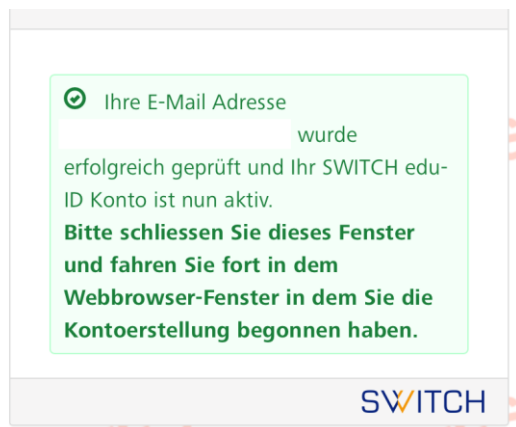 Ihre E-Mail Adresse
wurde
erfolgreich geprüft und Ihr SWITCH edu-
ID Konto ist nun aktiv.
Bitte schliessen Sie dieses Fenster
und fahren Sie fort in dem
Webbrowser-Fenster in dem Sie die
Kontoerstellung begonnen haben.
SWITCH